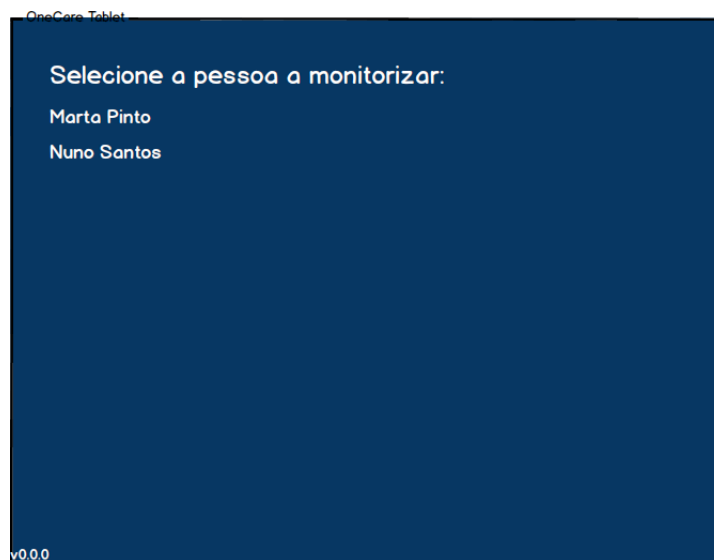 OneCare Tablet
Selecione a pessoa a monitorizar:
Marta Pinto
Nuno Santos
v0.0.0